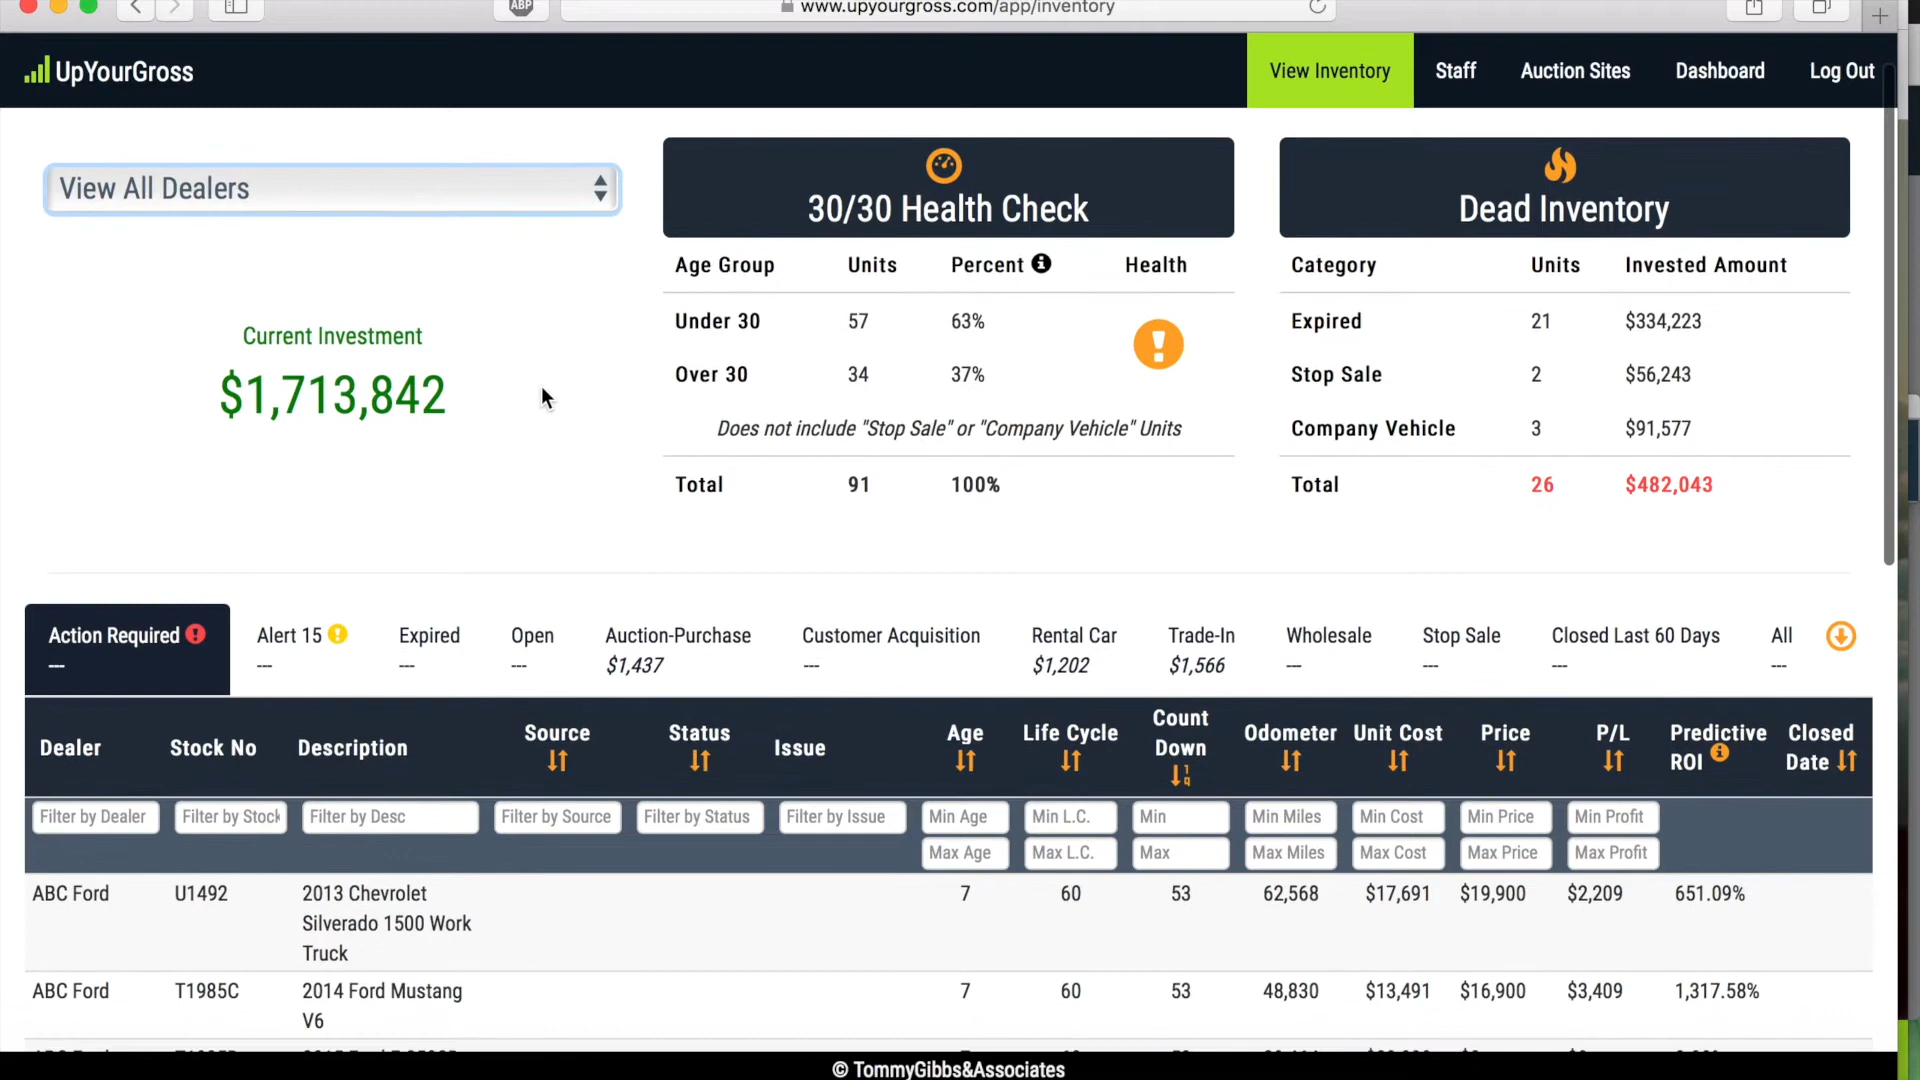 ABP
www.upyourgross.com/app/inventory
UpYourGross
View Inventory
Staff
Auction Sites
Dashboard
Log Out
View All Dealers
Current Investment
$1,713,842
30/30 Health Check
Age Group Units Percent Health
Under 30 57 63%
Over 30 34 37%
Does not include "Stop Sale" or "Company Vehicle" Units
Total 91 100%
Dead Inventory
Category Units Invested Amount
Expired 21 $334,223
Stop Sale 2 $56,243
Company Vehicle 3 $91,577
Total 26 $482,043
Action Required Alert 15 Expired Open Auction-Purchase Customer Acquisition Rental Car Trade-In Wholesale Stop Sale Closed Last 60 Days All
--- --- --- --- $1,437 --- $1,202 $1,566 --- --- --- ---
Dealer Stock No Description Source Status Issue Age Life Cycle Count Down Odometer Unit Cost Price P/L Predictive ROI Closed Date
Filter by Dealer Filter by Stock Filter by Desc Filter by Source Filter by Status Filter by Issue Min Age Min L.C. Min Min Miles Min Cost Min Price Min Profit
Max Age Max L.C. Max Max Miles Max Cost Max Price Max Profit
ABC Ford U1492 2013 Chevrolet 7 60 53 62,568 $17,691 $19,900 $2,209 651.09%
Silverado 1500 Work
Truck
ABC Ford T1985C 2014 Ford Mustang 7 60 53 48,830 $13,491 $16,900 $3,409 1,317.58%
V6
© TommyGibbs&Associates